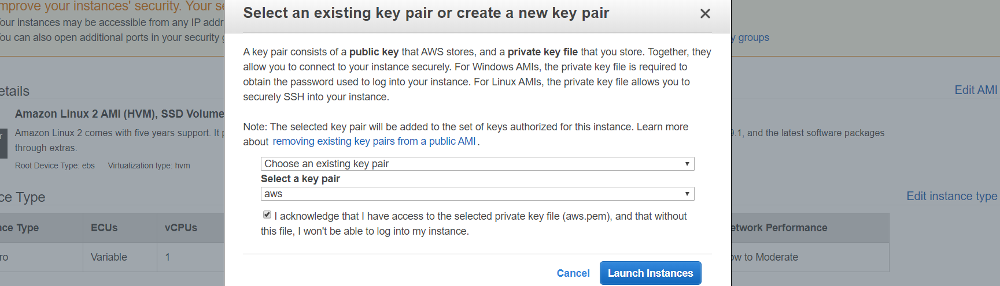 mprove your instances' security. Your s
Select an existing key pair or create a new key pair
our instances may be accessible from any IP addr
ou can also open additional ports in your security g
y groups
A key pair consists of a public key that AWS stores, and a private key file that you store. Together, they
allow you to connect to your instance securely. For Windows AMIs, the private key file is required to
obtain the password used to log into your instance. For Linux AMIs, the private key file allows you to
securely SSH into your instance.
etails
Edit AMI
Amazon Linux 2 AMI (HVM), SSD Volume
Note: The selected key pair will be added to the set of keys authorized for this instance. Learn more
about removing existing key pairs from a public AMI.
r
Amazon Linux 2 comes with five years support. It p
9.1, and the latest software packages
through extras.
Root Device Type: ebs Virtualization type: hvm
Choose an existing key pair
Select a key pair
aws
ce Type
Edit instance type
I acknowledge that I have access to the selected private key file (aws.pem), and that without
this file, I won't be able to log into my instance.
nce Type ECUs vCPUs
etwork Performance
ro Variable 1
ow to Moderate
Cancel Launch Instances